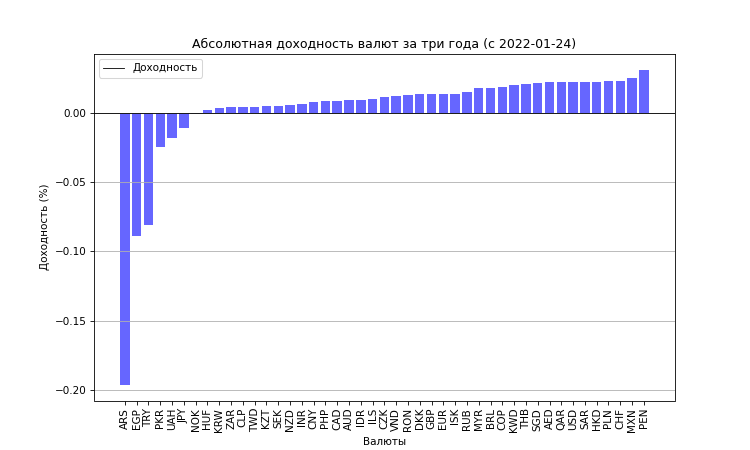 Абсолютная доходность валют за три года (с 2022-01-24)
Доходность
0.00
−0.05
−0.10
−0.15
−0.20
Доходность (%)
ARS EGP TRY PKR UAH JPY NOK HUF KRW ZAR CLP TWD KZT SEK NZD INR CNY PHP CAD AUD IDR ILS CZK VND RON DKK GBP EUR ISK RUB MYR BRL COP KWD THB SGD AED QAR USD SAR HKD PLN CHF MXN PEN
Валюты